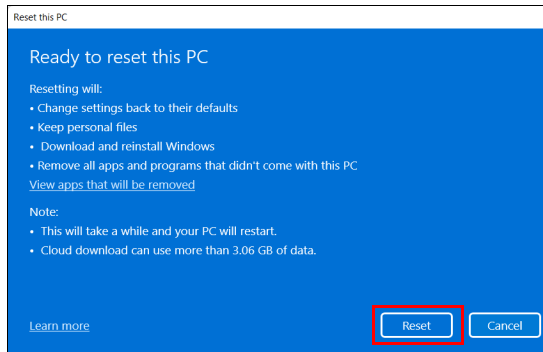 Reset this PC
Ready to reset this PC
Resetting will:
• Change settings back to their defaults
• Keep personal files
• Download and reinstall Windows
• Remove all apps and programs that didn't come with this PC
View apps that will be removed
Note:
• This will take a while and your PC will restart.
• Cloud download can use more than 3.06 GB of data.
Learn more
Reset
Cancel